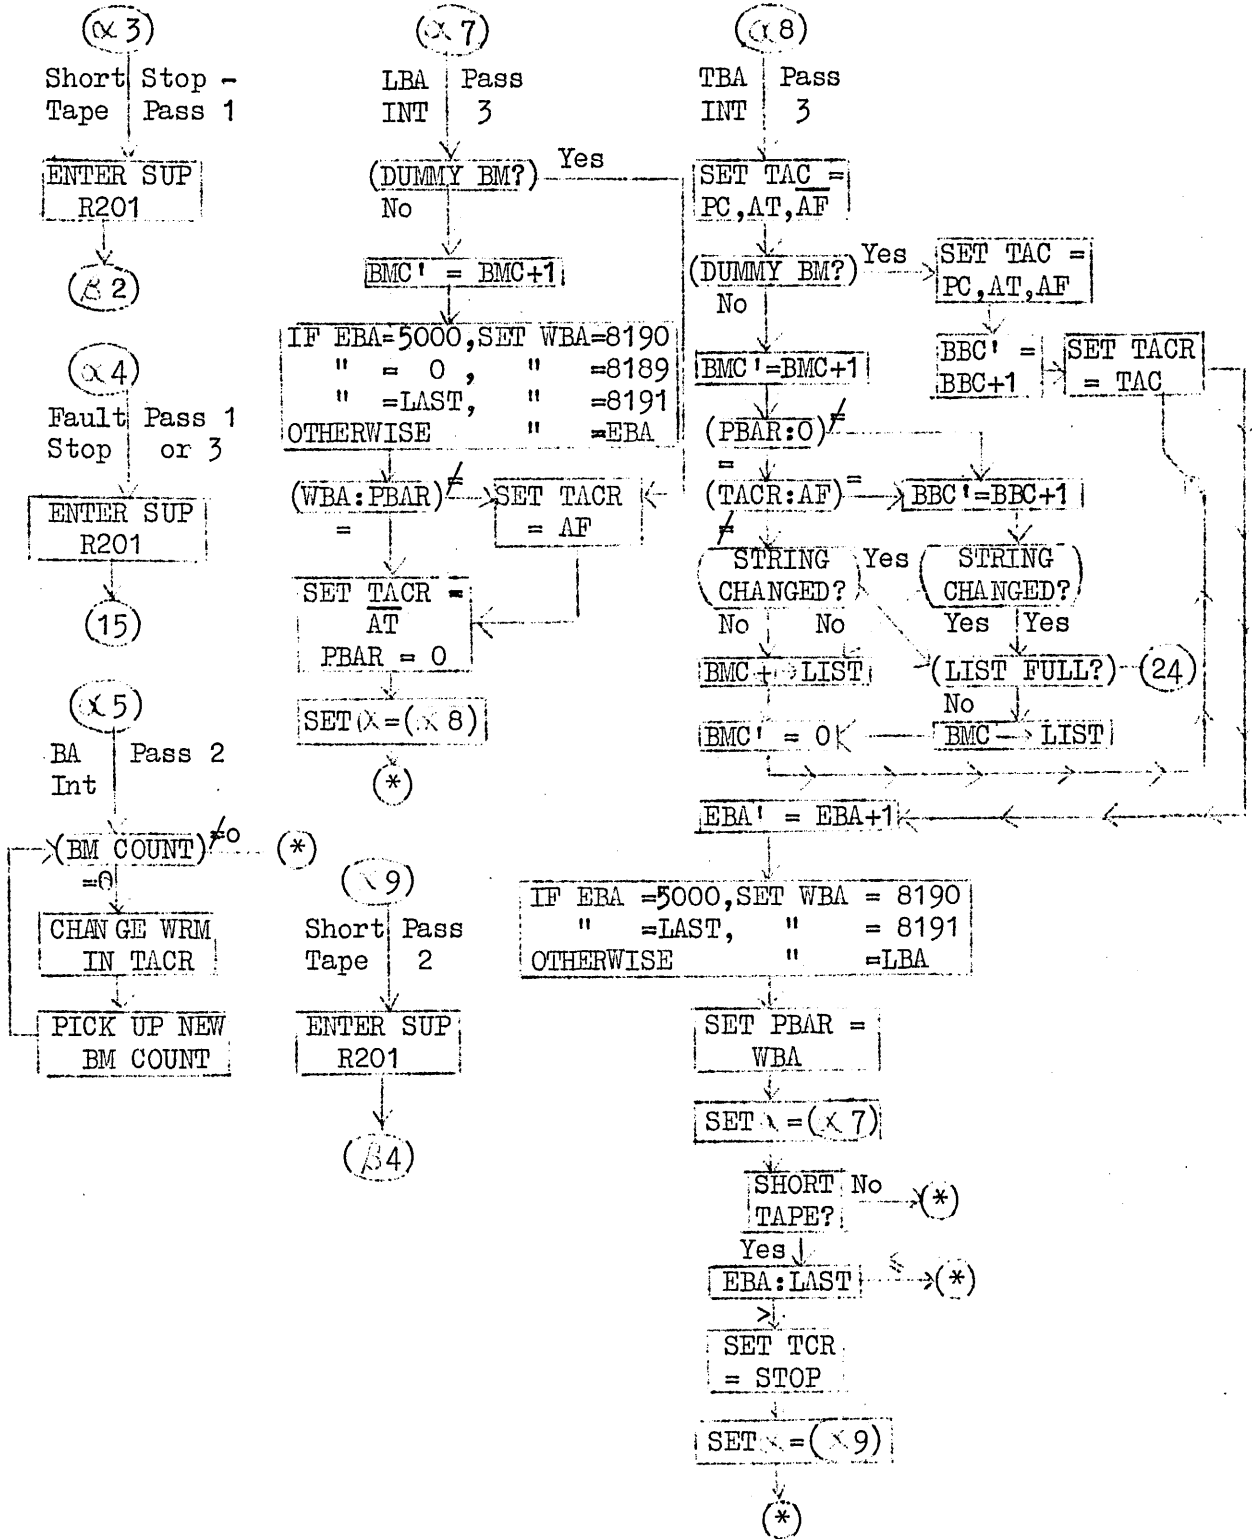 (α3)
Short Stop -
Tape Pass 1
ENTER SUP
R201
(β2)
(α4)
Fault Pass 1
Stop or 3
ENTER SUP
R201
(15)
(α5)
BA Pass 2
Int
(BM COUNT) ≠0 (*)
=0
CHANGE WRM
IN TACR
PICK UP NEW
BM COUNT
(α7)
LBA Pass
INT 3
(DUMMY BM?) Yes
No
BMC' = BMC+1
IF EBA=5000, SET WBA=8190
" = 0 , " =8189
" =LAST, " =8191
OTHERWISE " =EBA
(WBA:PBAR) ≠
=
SET TACR
= AF
SET TACR =
A̅T̅
PBAR = 0
SET α=(α8)
(*)
(α9)
Short Pass
Tape 2
ENTER SUP
R201
(β4)
(α8)
TBA Pass
INT 3
SET TAC =
PC,AT,A̅F̅
(DUMMY BM?) Yes
No
SET TAC =
PC,AT,AF
BBC' =
BBC+1
SET TACR
= TAC
BMC'=BMC+1
(PBAR:0) ≠
=
(TACR:AF) =
≠
BBC'=BBC+1
(STRING
CHANGED?) Yes
No No
(STRING
CHANGED?)
Yes Yes
BMC+→LIST
(LIST FULL?) (24)
No
BMC' = 0
BMC → LIST
EBA' = EBA+1
IF EBA =5000, SET WBA = 8190
" =LAST, " = 8191
OTHERWISE " =LBA
SET PBAR =
WBA
SET α =(α7)
SHORT No (*)
TAPE?
Yes
EBA:LAST ≤ (*)
>
SET TCR
= STOP
SET α =(α9)
(*)